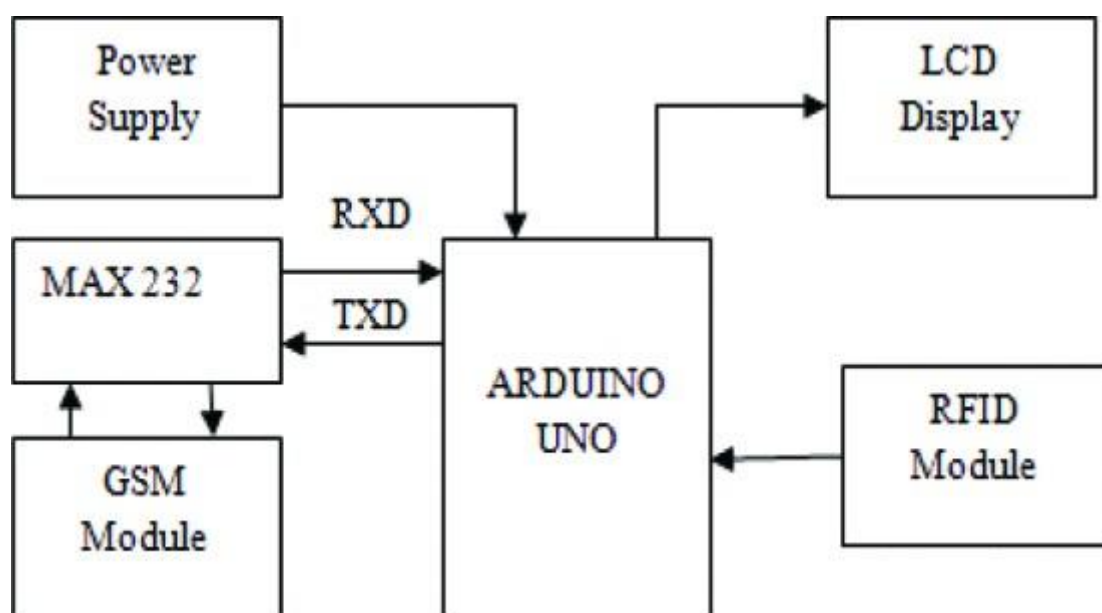 Power
Supply
LCD
Display
RXD
MAX 232
TXD
ARDUINO
UNO
RFID
Module
GSM
Module